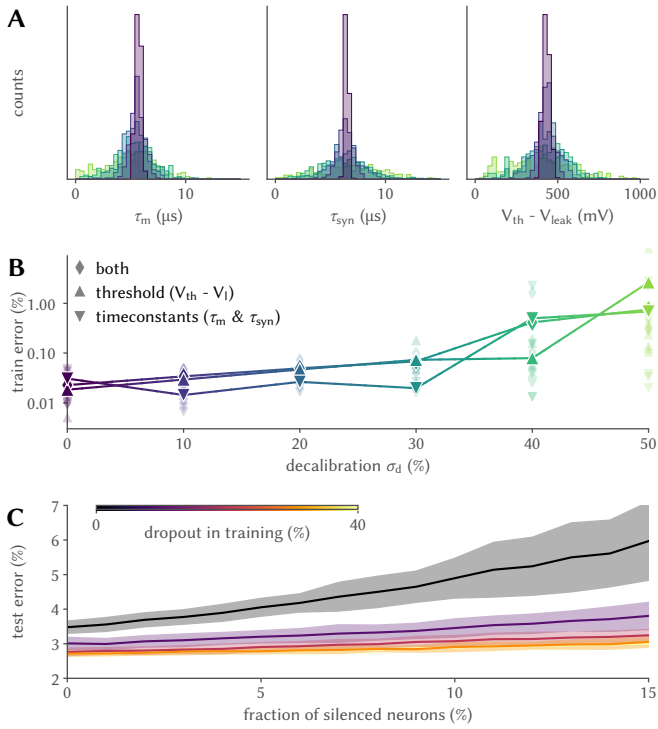 A
counts
0 10 0 10 0 500 1000
τm (µs) τsyn (µs) Vth - Vleak (mV)
B
both
threshold (Vth - Vl)
timeconstants (τm & τsyn)
train error (%)
1.00
0.10
0.01
0 10 20 30 40 50
decalibration σd (%)
C
0 40
dropout in training (%)
test error (%)
7
6
5
4
3
2
0 5 10 15
fraction of silenced neurons (%)